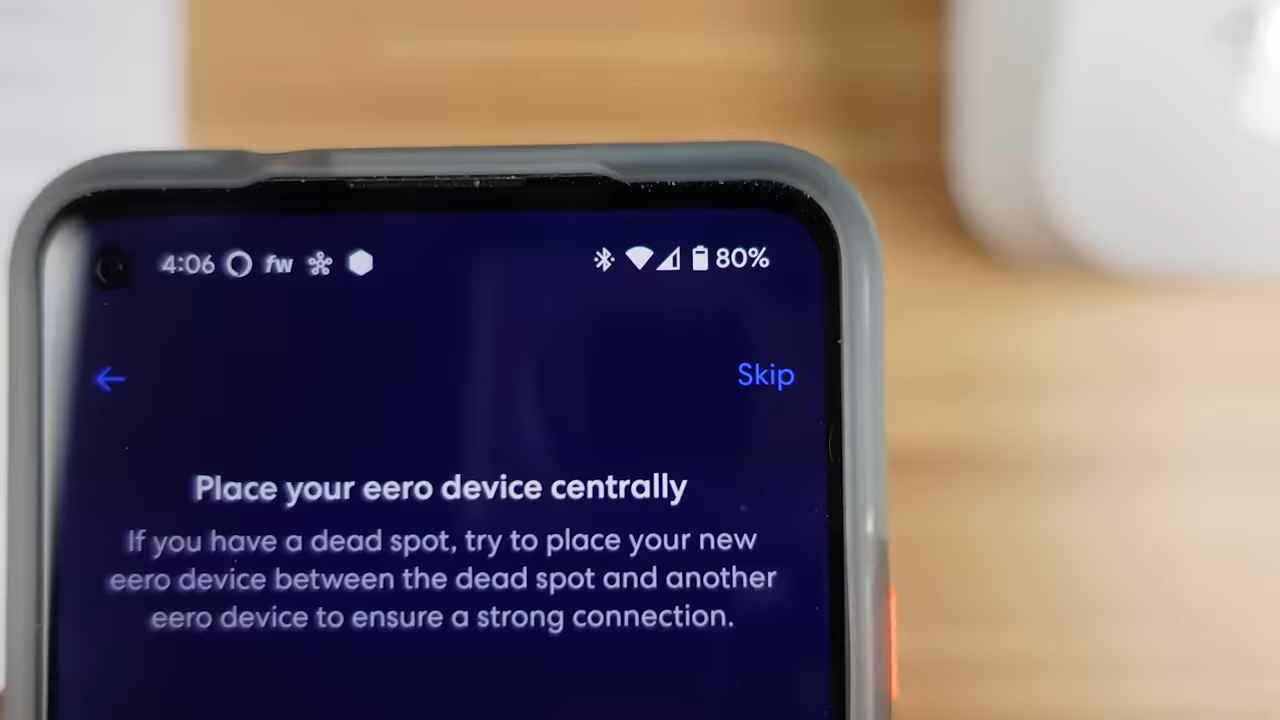 4:06 fw 80%
Skip
Place your eero device centrally
If you have a dead spot, try to place your new
eero device between the dead spot and another
eero device to ensure a strong connection.